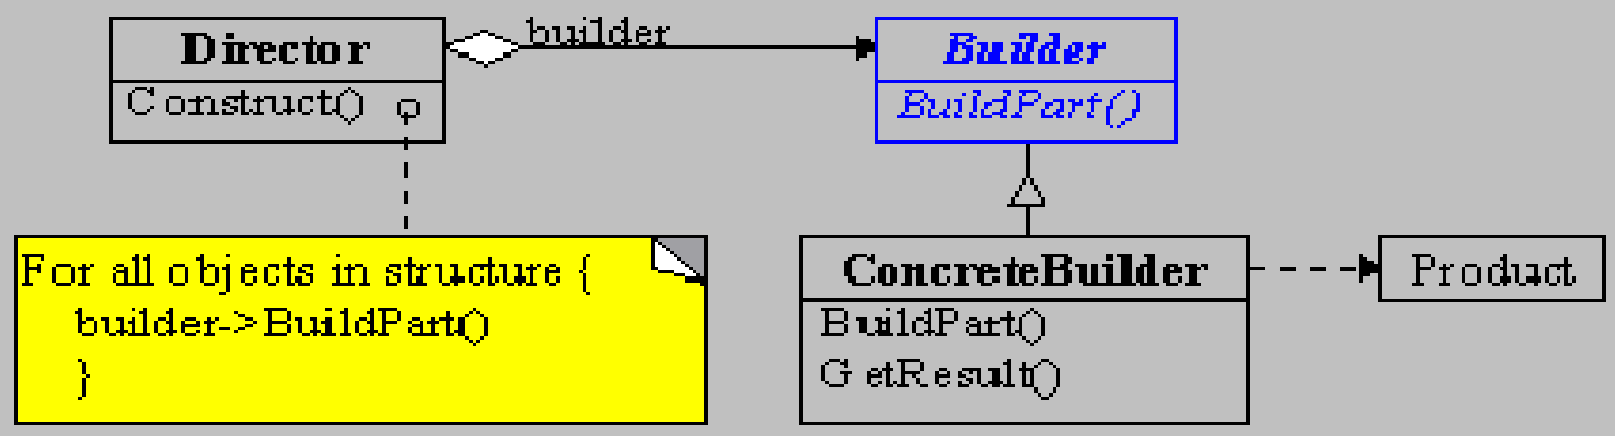 Director
Construct()
builder
Builder
BuildPart()
For all objects in structure {
builder->BuildPart()
}
ConcreteBuilder
BuildPart()
GetResult()
Product